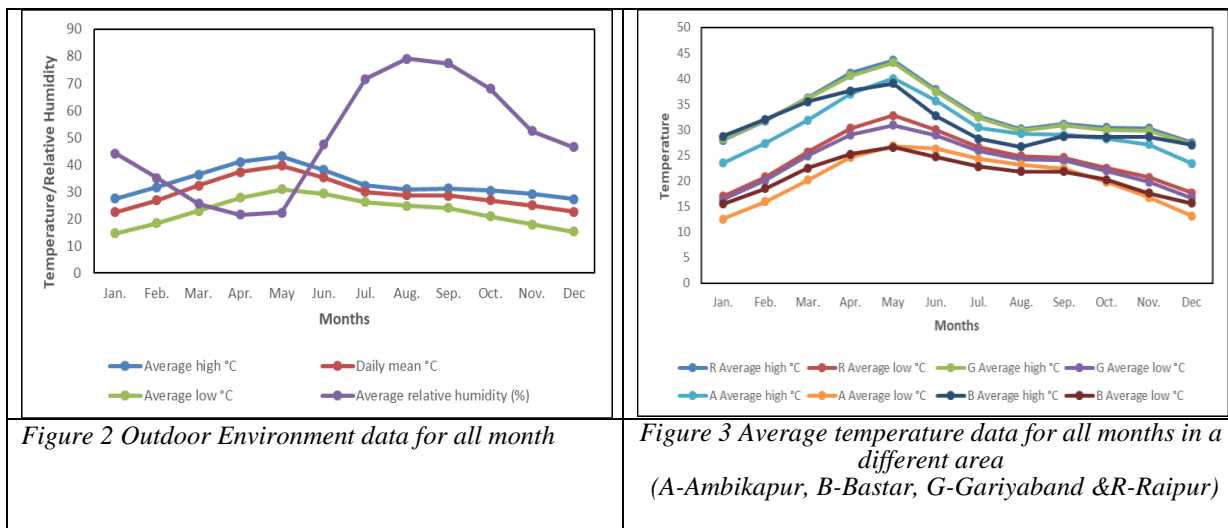 90
80
70
60
50
40
30
20
10
0
Temperature/Relative Humidity
Jan. Feb. Mar. Apr. May Jun. Jul. Aug. Sep. Oct. Nov. Dec
Months
Average high °C Daily mean °C
Average low °C Average relative humidity (%)
Figure 2 Outdoor Environment data for all month
50
45
40
35
30
25
20
15
10
5
0
Temperature
Jan. Feb. Mar. Apr. May Jun. Jul. Aug. Sep. Oct. Nov. Dec
Months
R Average high °C R Average low °C G Average high °C G Average low °C
A Average high °C A Average low °C B Average high °C B Average low °C
Figure 3 Average temperature data for all months in a
different area
(A-Ambikapur, B-Bastar, G-Gariyaband &R-Raipur)